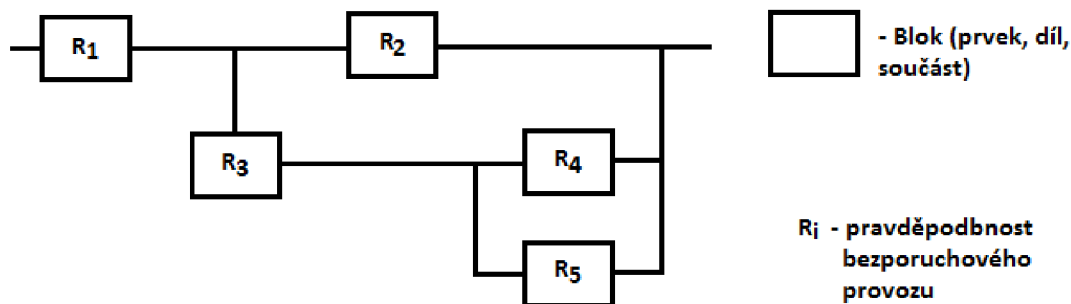 R1
R2
- Blok (prvek, díl,
součást)
R3
R4
R5
Ri - pravděpodbnost
bezporuchového
provozu